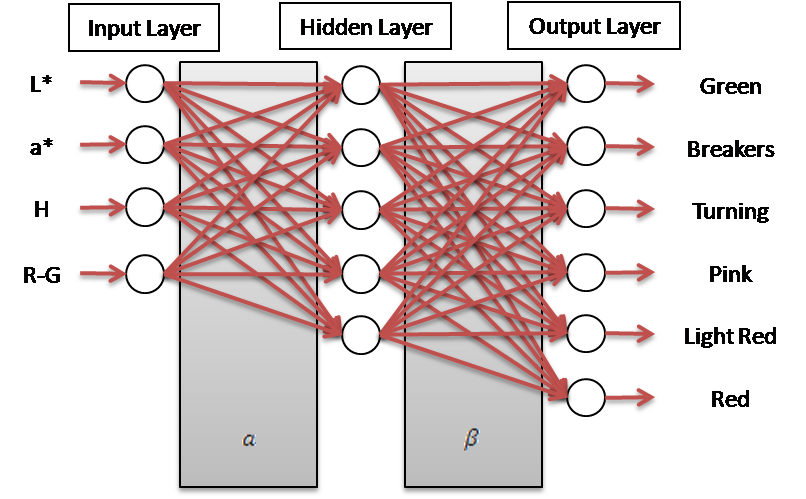 Input Layer
Hidden Layer
Output Layer
L*
a*
H
R-G
Green
Breakers
Turning
Pink
Light Red
Red
α
β